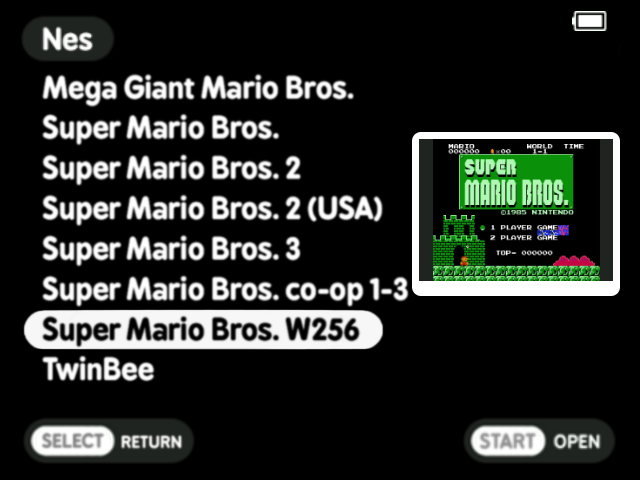 Nes
Mega Giant Mario Bros.
Super Mario Bros.
Super Mario Bros. 2
Super Mario Bros. 2 (USA)
Super Mario Bros. 3
Super Mario Bros. co-op 1-3
Super Mario Bros. W256
TwinBee
MARIO WORLD TIME
000000 ×00 1-1
SUPER
MARIO BROS.
©1985 NINTENDO
1 PLAYER GAME
2 PLAYER GAME
TOP- 000000
SELECT RETURN
START OPEN